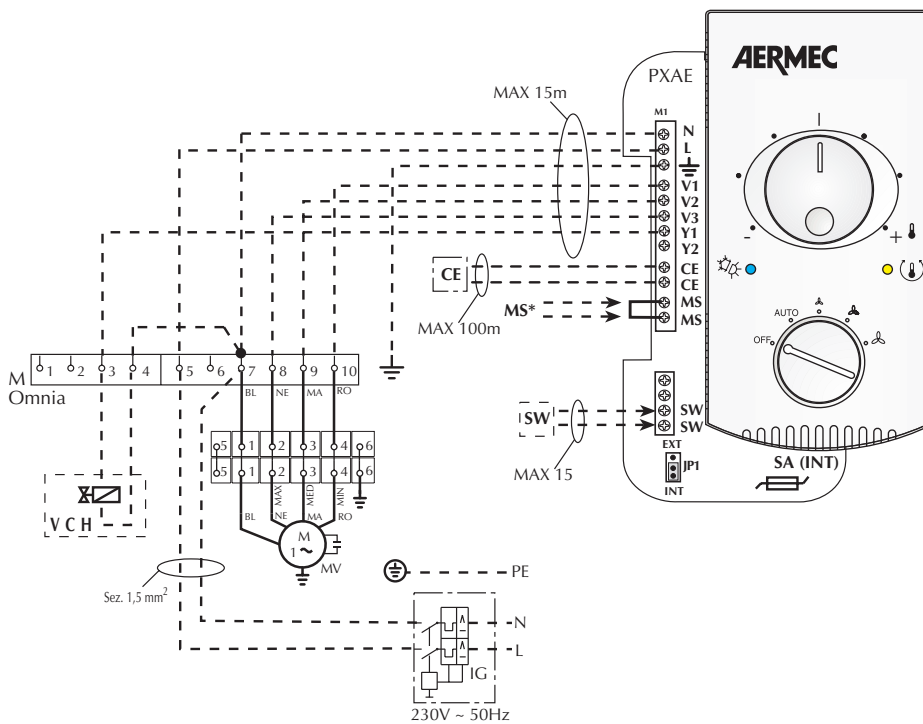 AERMEC
PXAE
MAX 15m
M1
N
L
V1
V2
V3
Y1
Y2
CE
CE
MS
MS
CE
MAX 100m
MS*
- +
AUTO
OFF
M
Omnia
1 2 3 4 5 6 7 8 9 10
BL NE MA RO
5 1 2 3 4 6
5 1 2 3 4 6
MAX MED MIN
BL NE MA RO
M
1 ~
MV
V C H
Sez. 1,5 mm²
SW
SW
SW
MAX 15
EXT
JP1
INT
SA (INT)
PE
N
L
IG
230V ~ 50Hz